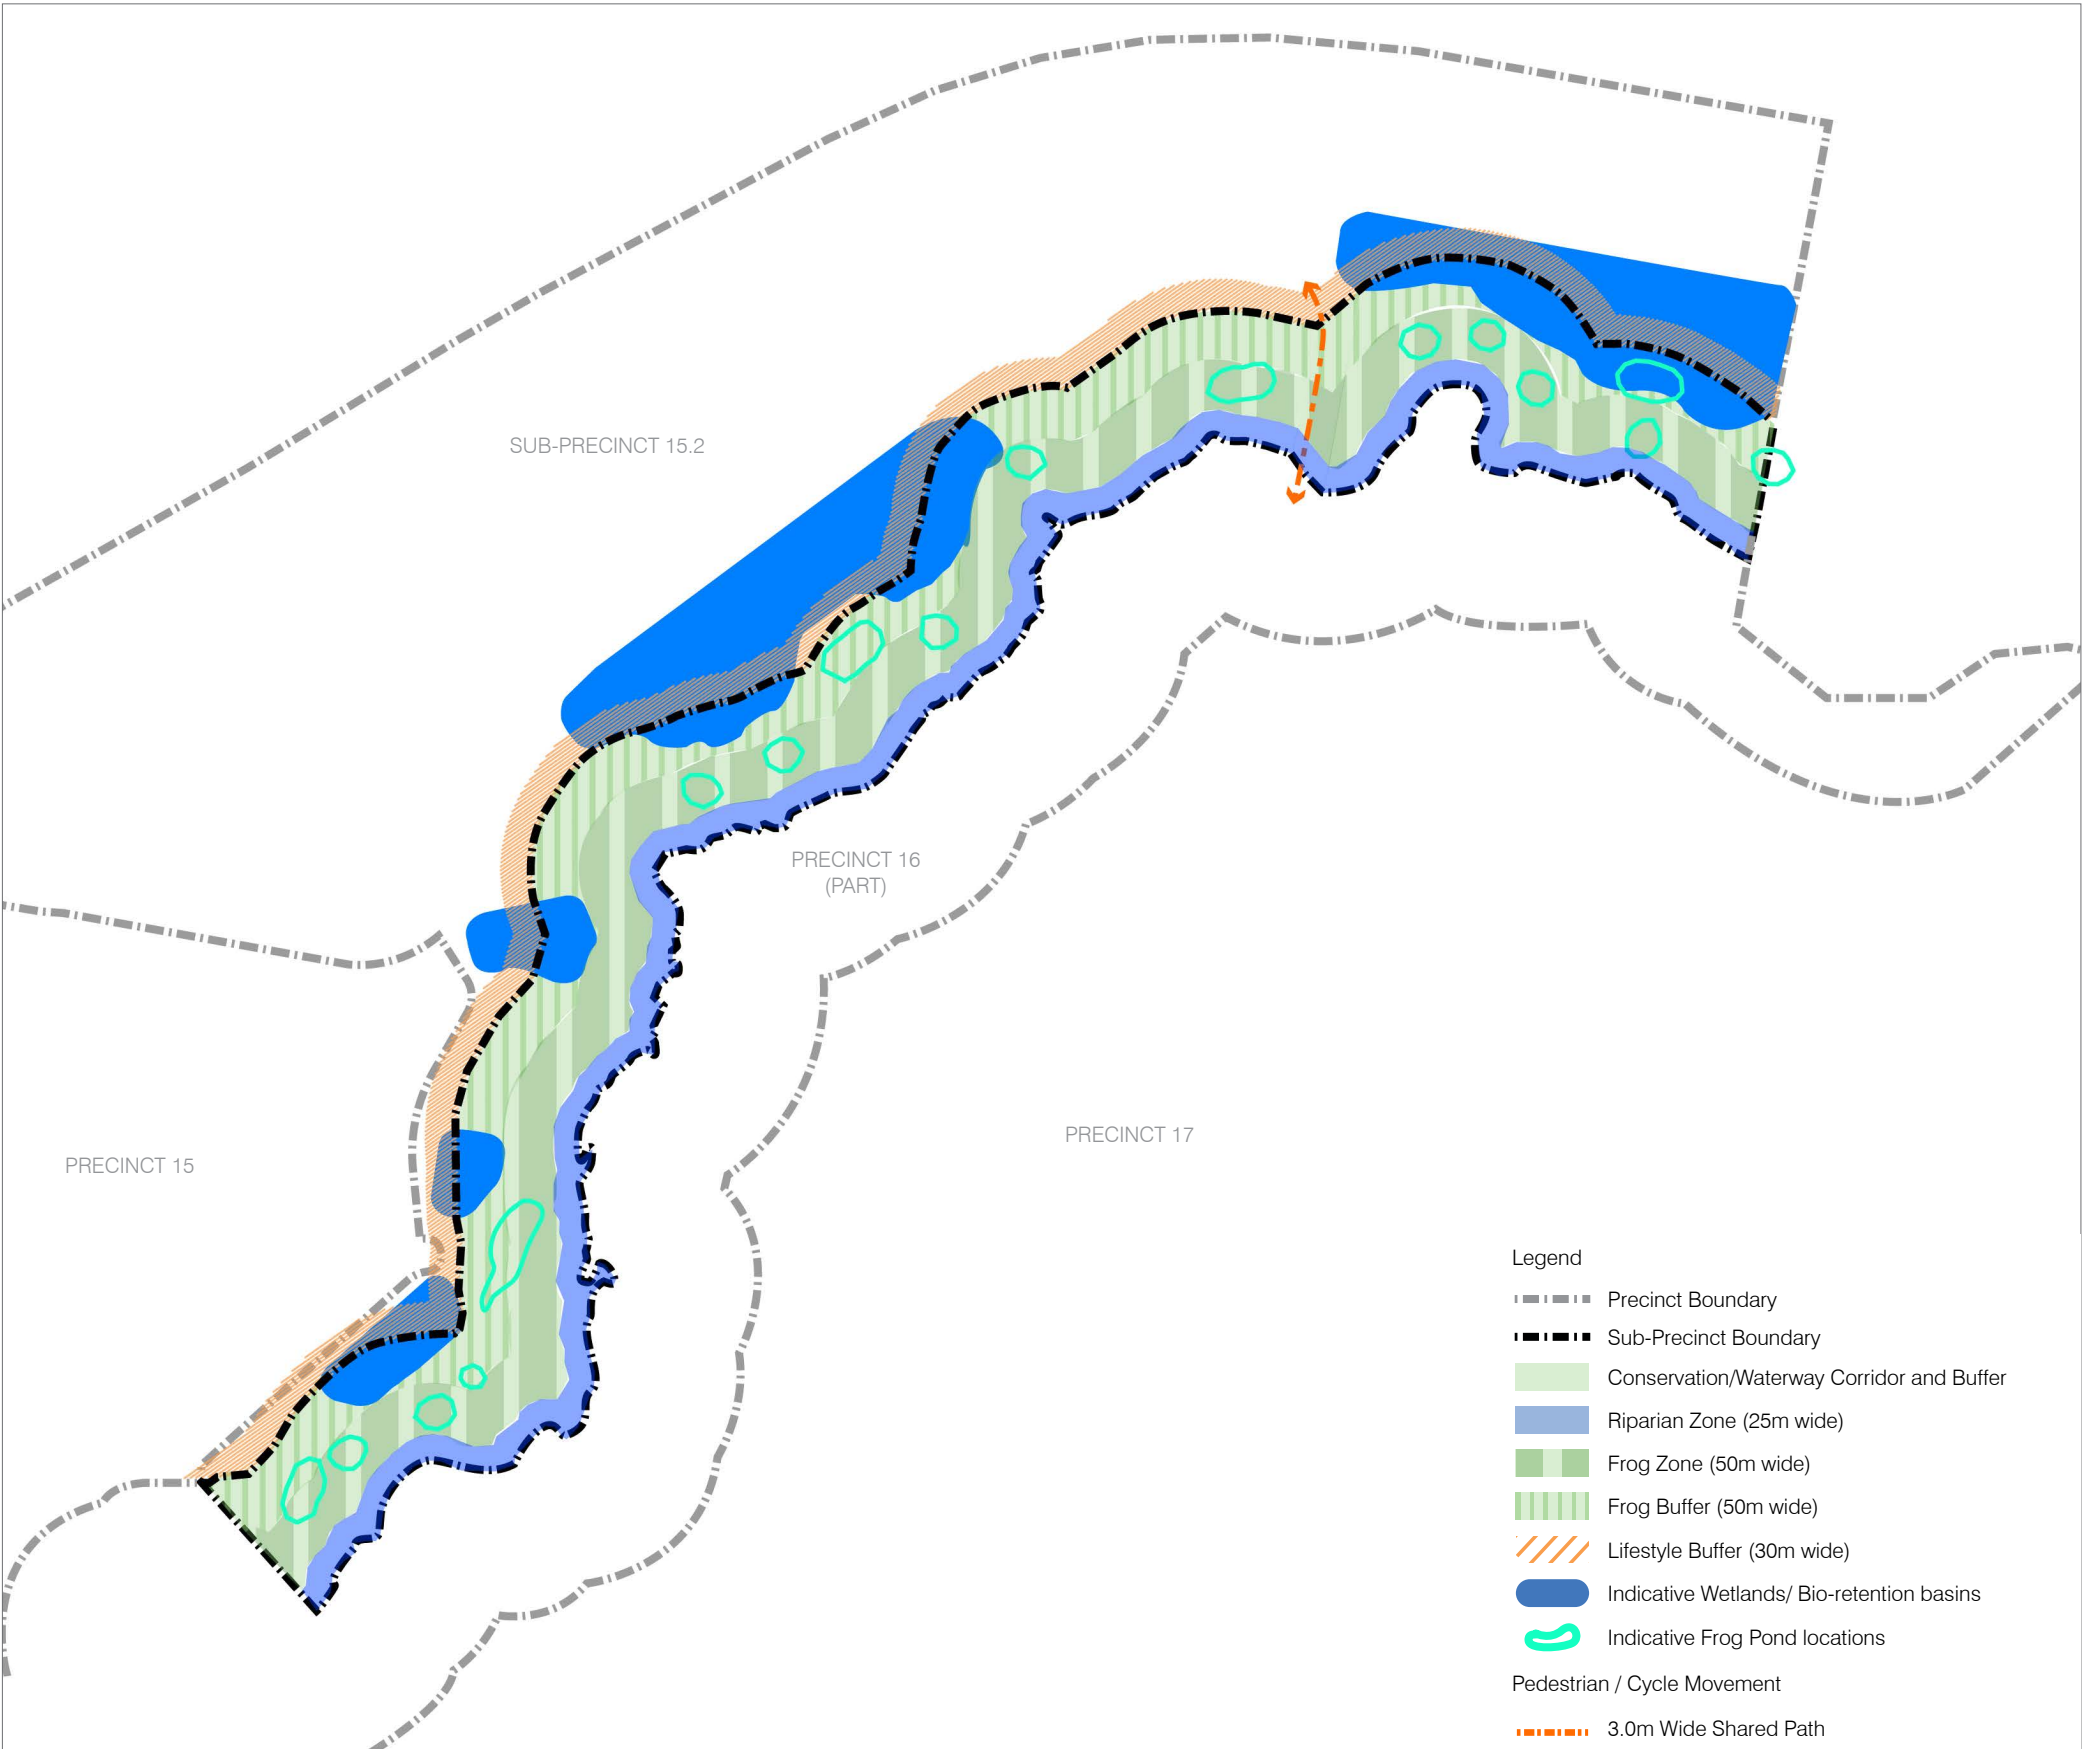 SUB-PRECINCT 15.2
PRECINCT 16
(PART)
PRECINCT 17
PRECINCT 15
Legend
Precinct Boundary
Sub-Precinct Boundary
Conservation/Waterway Corridor and Buffer
Riparian Zone (25m wide)
Frog Zone (50m wide)
Frog Buffer (50m wide)
Lifestyle Buffer (30m wide)
Indicative Wetlands/ Bio-retention basins
Indicative Frog Pond locations
Pedestrian / Cycle Movement
3.0m Wide Shared Path